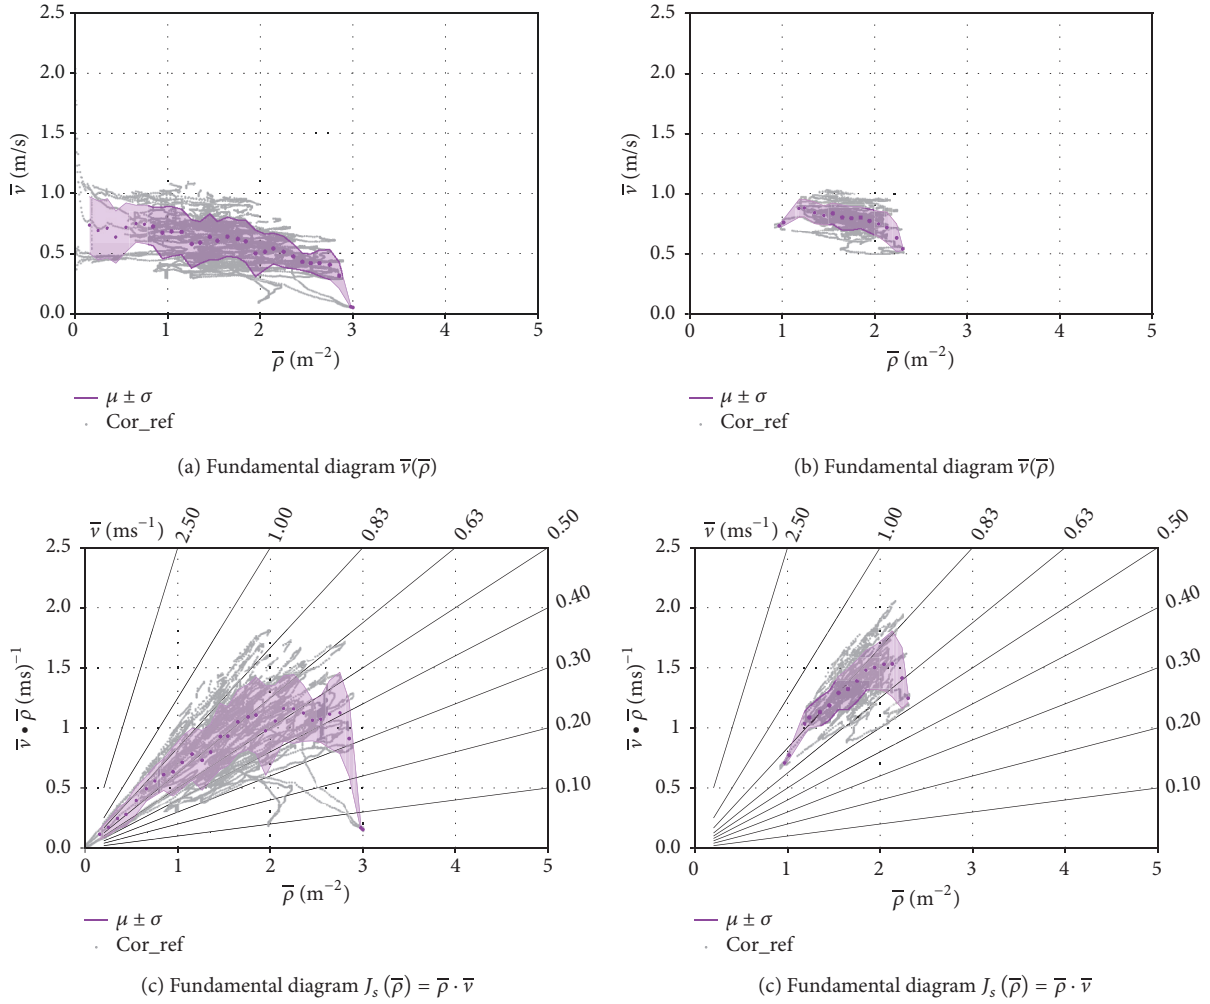 2.5
2.0
1.5
1.0
0.5
0.0
v̅ (m/s)
0 1 2 3 4 5
ρ̅ (m⁻²)
μ ± σ
Cor_ref
(a) Fundamental diagram v̅(ρ̅)
2.5
2.0
1.5
1.0
0.5
0.0
v̅ (m/s)
0 1 2 3 4 5
ρ̅ (m⁻²)
μ ± σ
Cor_ref
(b) Fundamental diagram v̅(ρ̅)
v̅ (ms⁻¹) 2.50 1.00 0.83 0.63 0.50
0.40
0.30
0.20
0.10
2.5
2.0
1.5
1
0.5
0.0
v̅ • ρ̅ (ms)⁻¹
0 1 2 3 4 5
ρ̅ (m⁻²)
μ ± σ
Cor_ref
(c) Fundamental diagram Jₛ (ρ̅) = ρ̅ · v̅
v̅ (ms⁻¹) 2.50 1.00 0.83 0.63 0.50
0.40
0.30
0.20
0.10
2.5
2.0
1.5
1
0.5
0.0
v̅ • ρ̅ (ms)⁻¹
0 1 2 3 4 5
ρ̅ (m⁻²)
μ ± σ
Cor_ref
(c) Fundamental diagram Jₛ (ρ̅) = ρ̅ · v̅